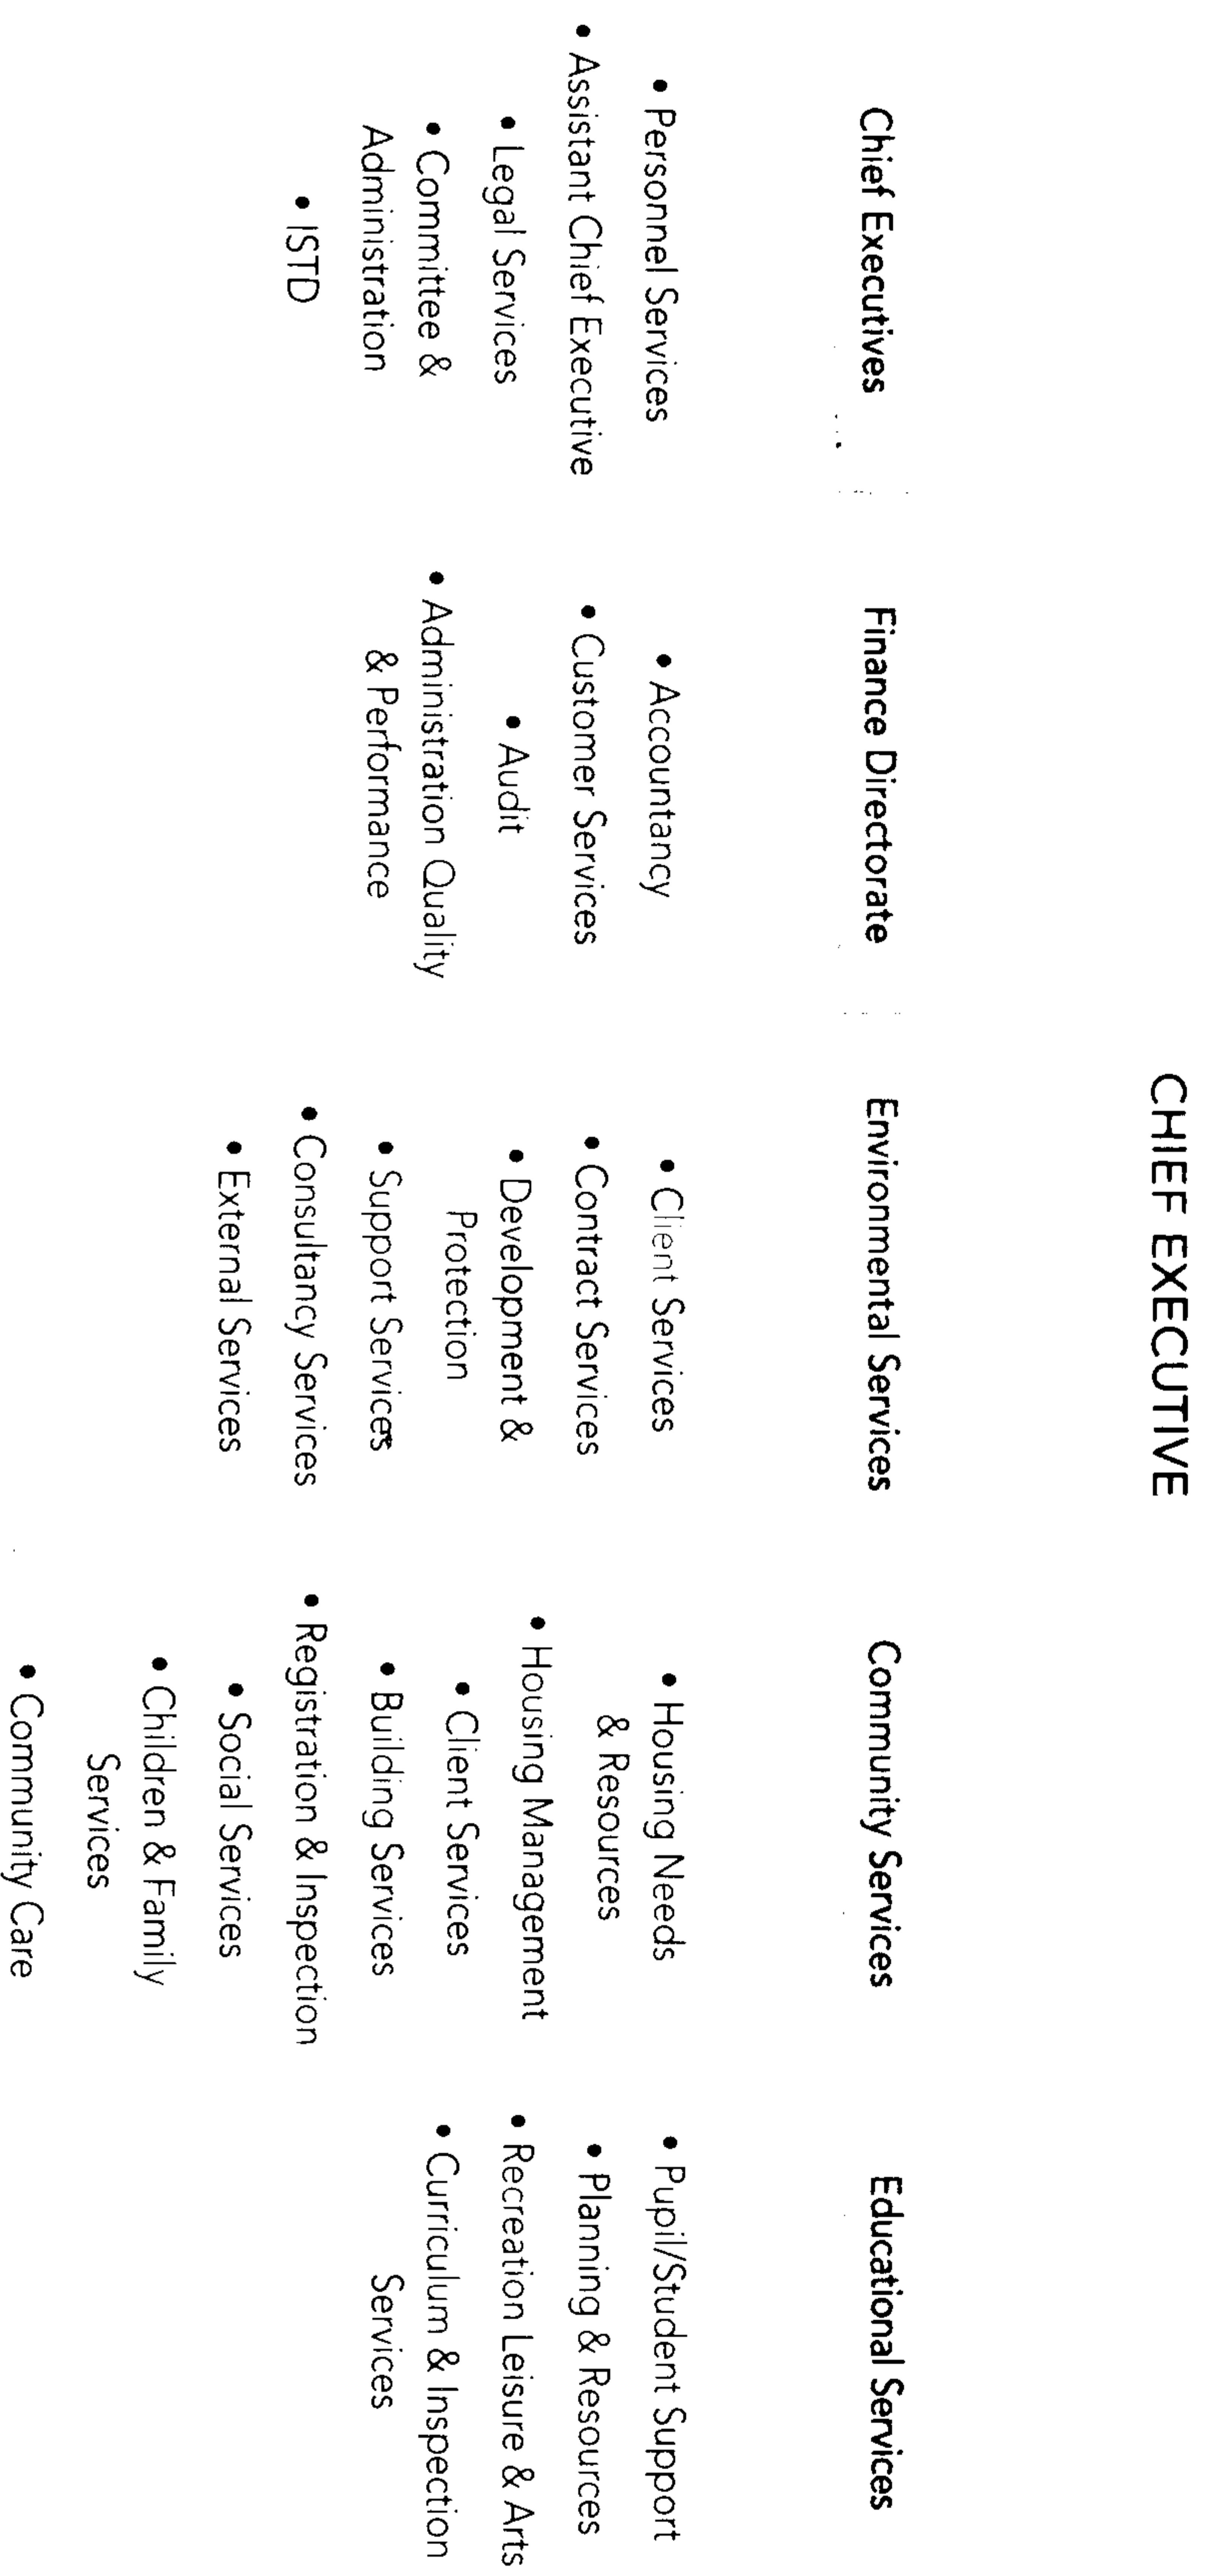 CHIEF EXECUTIVE
Chief Executives
• Personnel Services
• Assistant Chief Executive
• Legal Services
• Committee &
Administration
• ISTD
Finance Directorate
• Accountancy
• Customer Services
• Audit
• Administration Quality
& Performance
Environmental Services
• Client Services
• Contract Services
• Development &
Protection
• Support Services
• Consultancy Services
• External Services
Community Services
• Housing Needs
& Resources
• Housing Management
• Client Services
• Building Services
• Registration & Inspection
• Social Services
• Children & Family
Services
• Community Care
Educational Services
• Pupil/Student Support
• Planning & Resources
• Recreation Leisure & Arts
• Curriculum & Inspection
Services